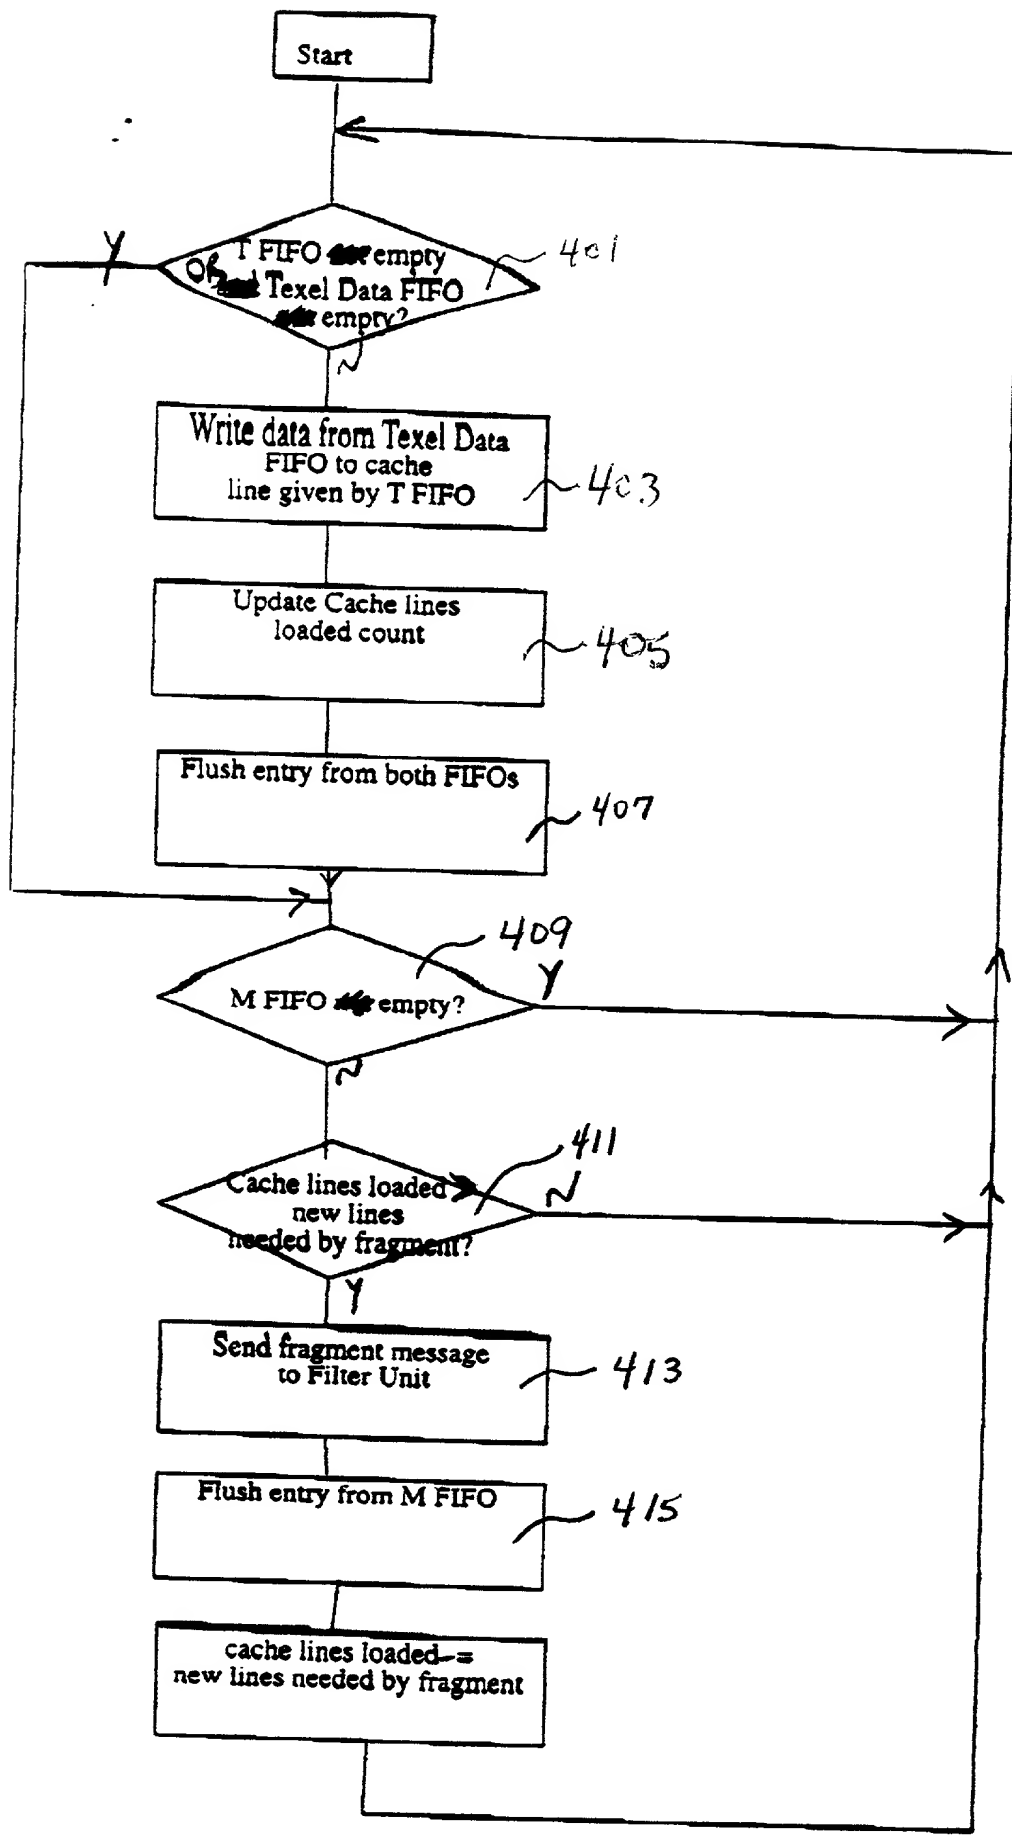 Start
Y
T FIFO empty
Or Texel Data FIFO
empty?
401
N
Write data from Texel Data
FIFO to cache
line given by T FIFO
403
Update Cache lines
loaded count
405
Flush entry from both FIFOs
407
409
M FIFO empty?
Y
N
411
Cache lines loaded
new lines
needed by fragment?
N
Y
Send fragment message
to Filter Unit
413
Flush entry from M FIFO
415
cache lines loaded-=
new lines needed by fragment